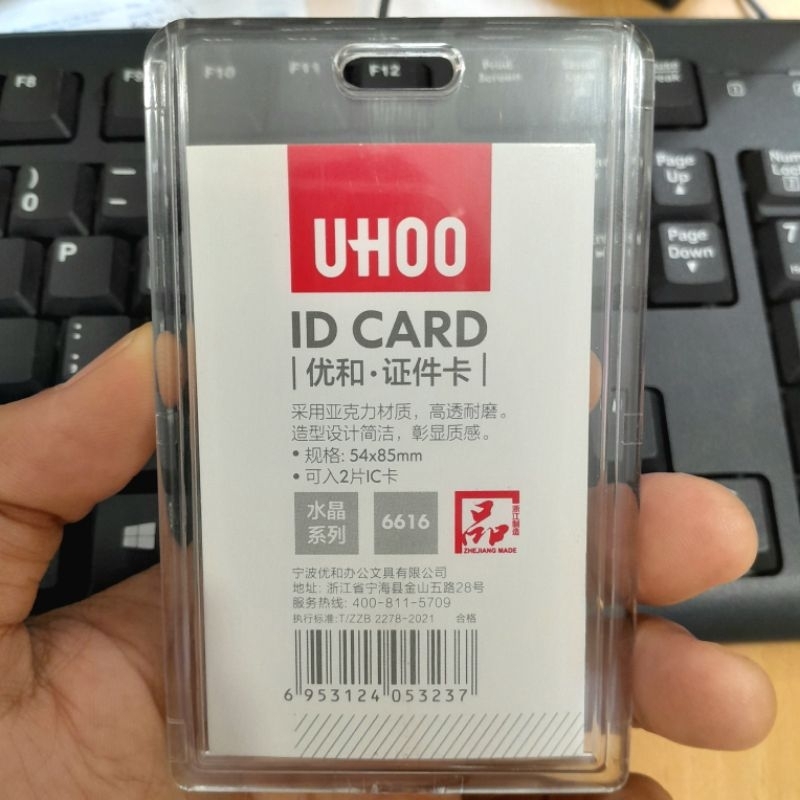 F8
F9
F10
F11
F12
)
0
P
Page
Up
Page
Down
Num
Lock
7
UHOO
ID CARD
优和·证件卡
采用亚克力材质，高透耐磨。
造型设计简洁，彰显质感。
• 规格: 54x85mm
• 可入2片IC卡
水晶
系列
6616
品
浙江制造
ZHEJIANG MADE
宁波优和办公文具有限公司
地址: 浙江省宁海县金山五路28号
服务热线: 400-811-5709
执行标准:T/ZZB 2278-2021 合格
6 953124 053237